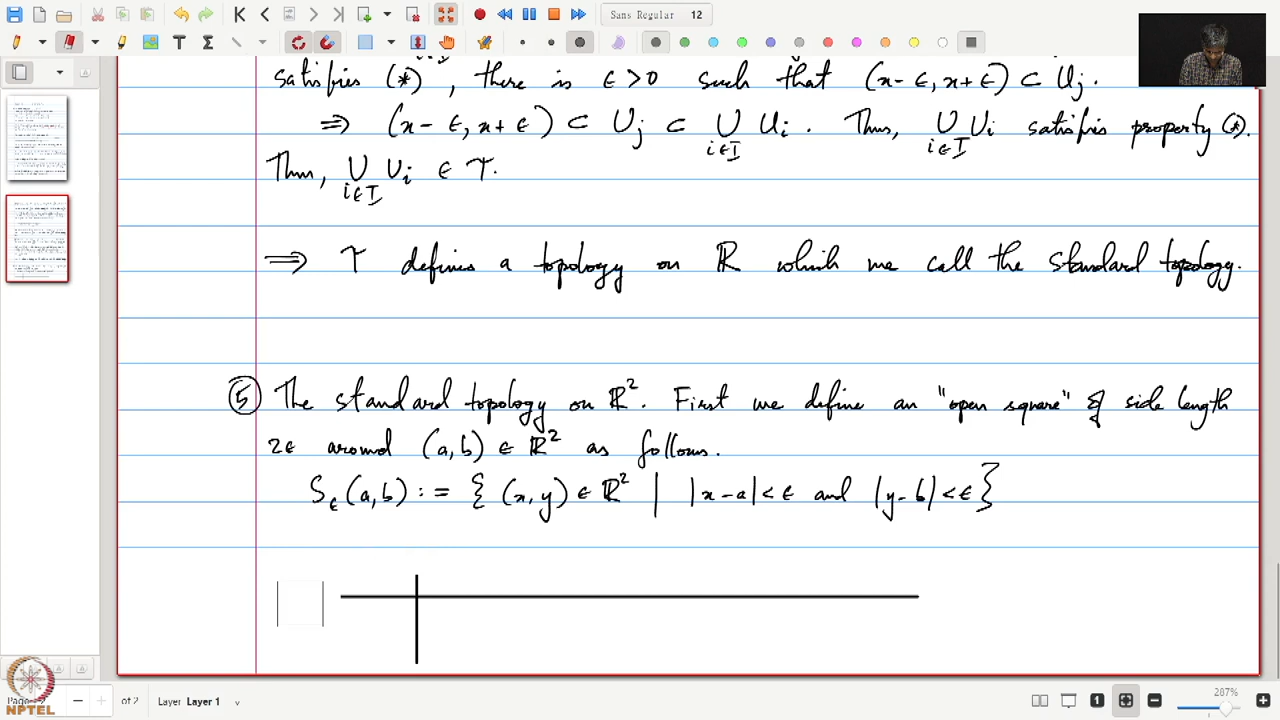 Sans Regular 12
satisfies (*) , there is ε > 0 such that (x-ε, x+ε) ⊂ Uj.
⇒ (x-ε, x+ε) ⊂ Uj ⊂ ∪ i∈I Ui. Thus, ∪ i∈I Ui satisfies property (*).
Thus, ∪ i∈I Ui ∈ τ.
⇒ τ defines a topology on ℝ which we call the standard topology.
⑤ The standard topology on ℝ². First we define an "open square" of side length
2ε around (a,b) ∈ ℝ² as follows.
Sε(a,b) := { (x,y) ∈ ℝ² | |x-a| < ε and |y-b| < ε }
NPTEL
of 2 Layer Layer 1
1
287%